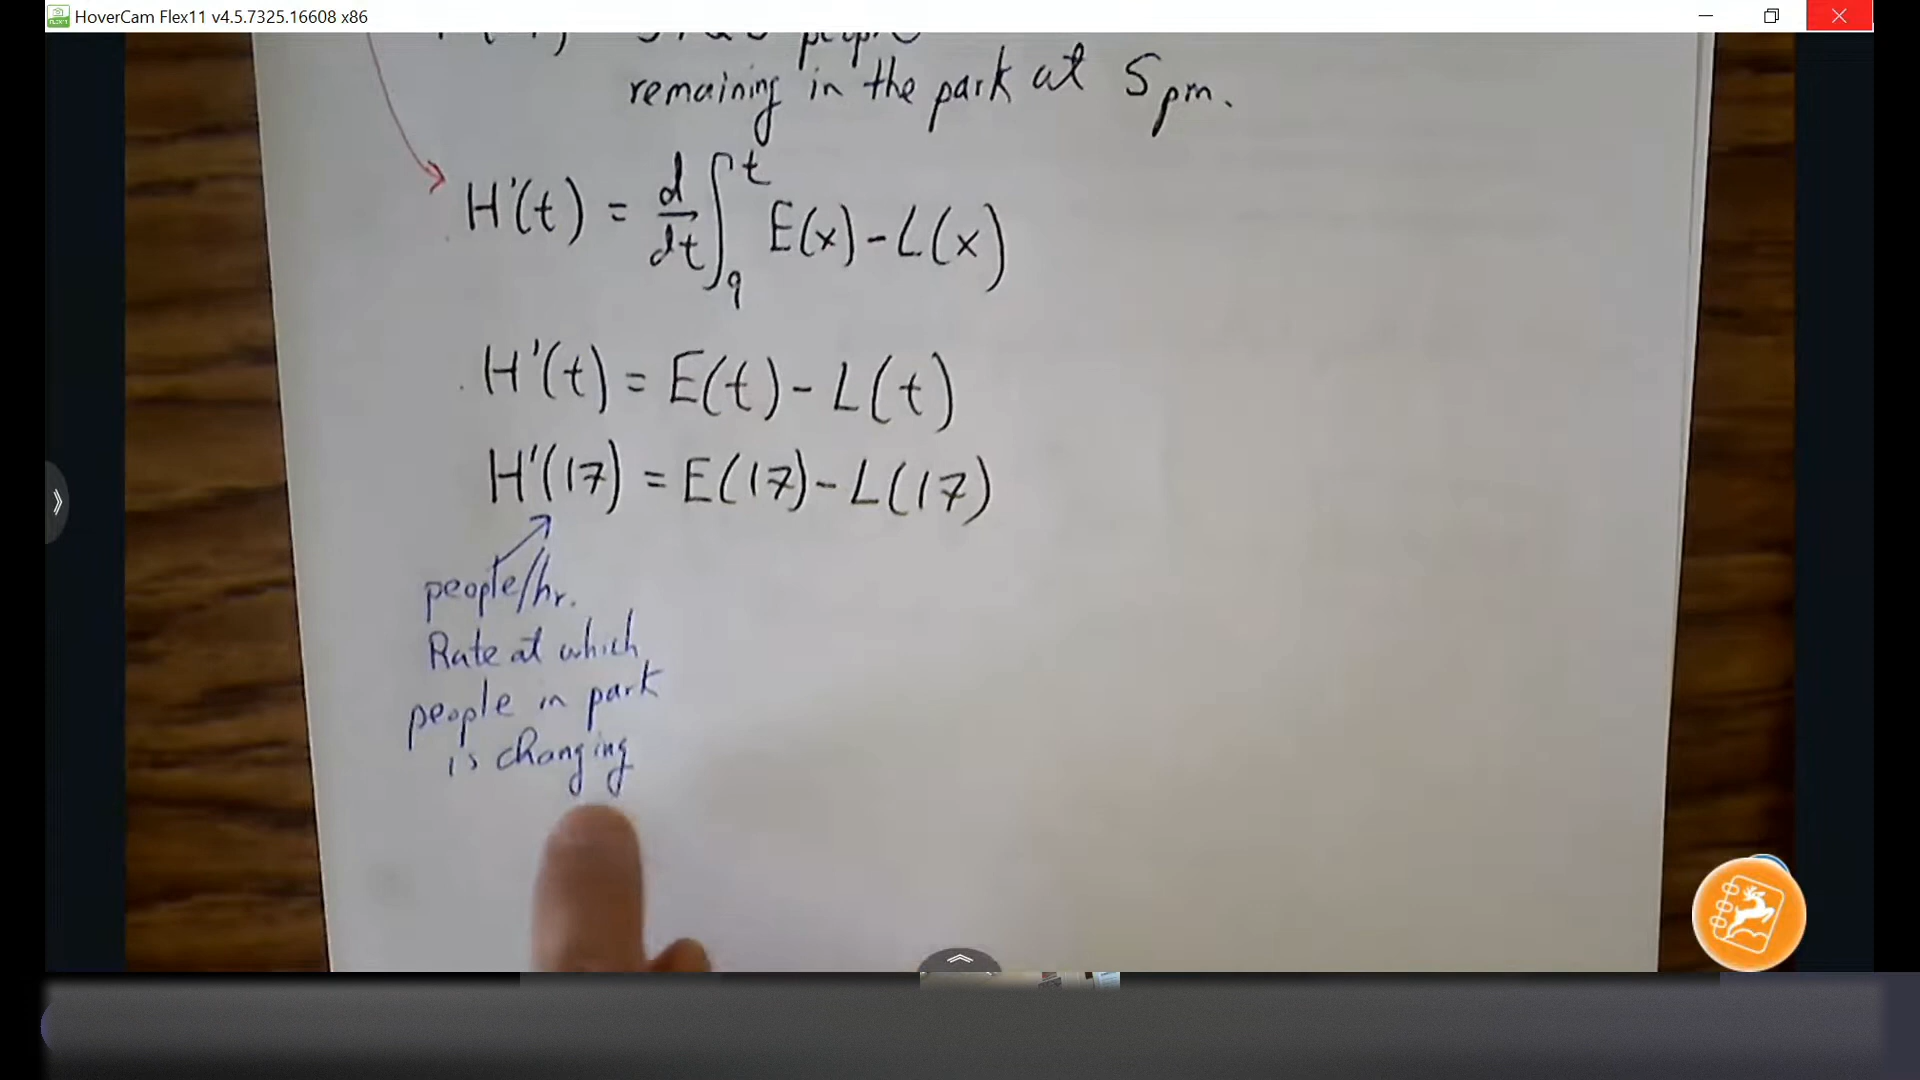 HoverCam Flex11 v4.5.7325.16608 x86
people
remaining in the park at 5pm.
H'(t) = d/dt ∫_9^t E(x) - L(x)
H'(t) = E(t) - L(t)
H'(17) = E(17) - L(17)
people/hr.
Rate at which
people in park
is changing